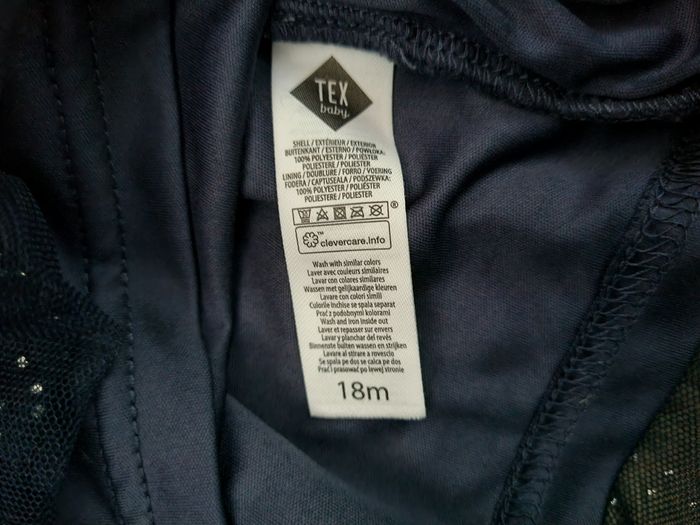 TEX
baby.
SHELL / EXTÉRIEUR / EXTERIOR
BUITENKANT / ESTERNO / POWŁOKA:
100% POLYESTER / POLIÉSTER
POLIESTERE / POLIESTER
LINING / DOUBLURE / FORRO / VOERING
FODERA / CAPTUSEALA / PODSZEWKA:
100% POLYESTER / POLIÉSTER
POLIESTERE / POLIESTER
®
™ clevercare.info
Wash with similar colors
Laver avec couleurs similaires
Lavar con colores similares
Wassen met gelijkaardige kleuren
Lavare con colori simili
Culorile inchise se spala separat
Prać z podobnymi kolorami
Wash and iron inside out
Laver et repasser sur envers
Lavar y planchar del revés
Binnenste buiten wassen en strijken
Lavare al stirare a rovescio
Se spala pe dos se calca pe dos
Prać i prasować po lewej stronie
18m